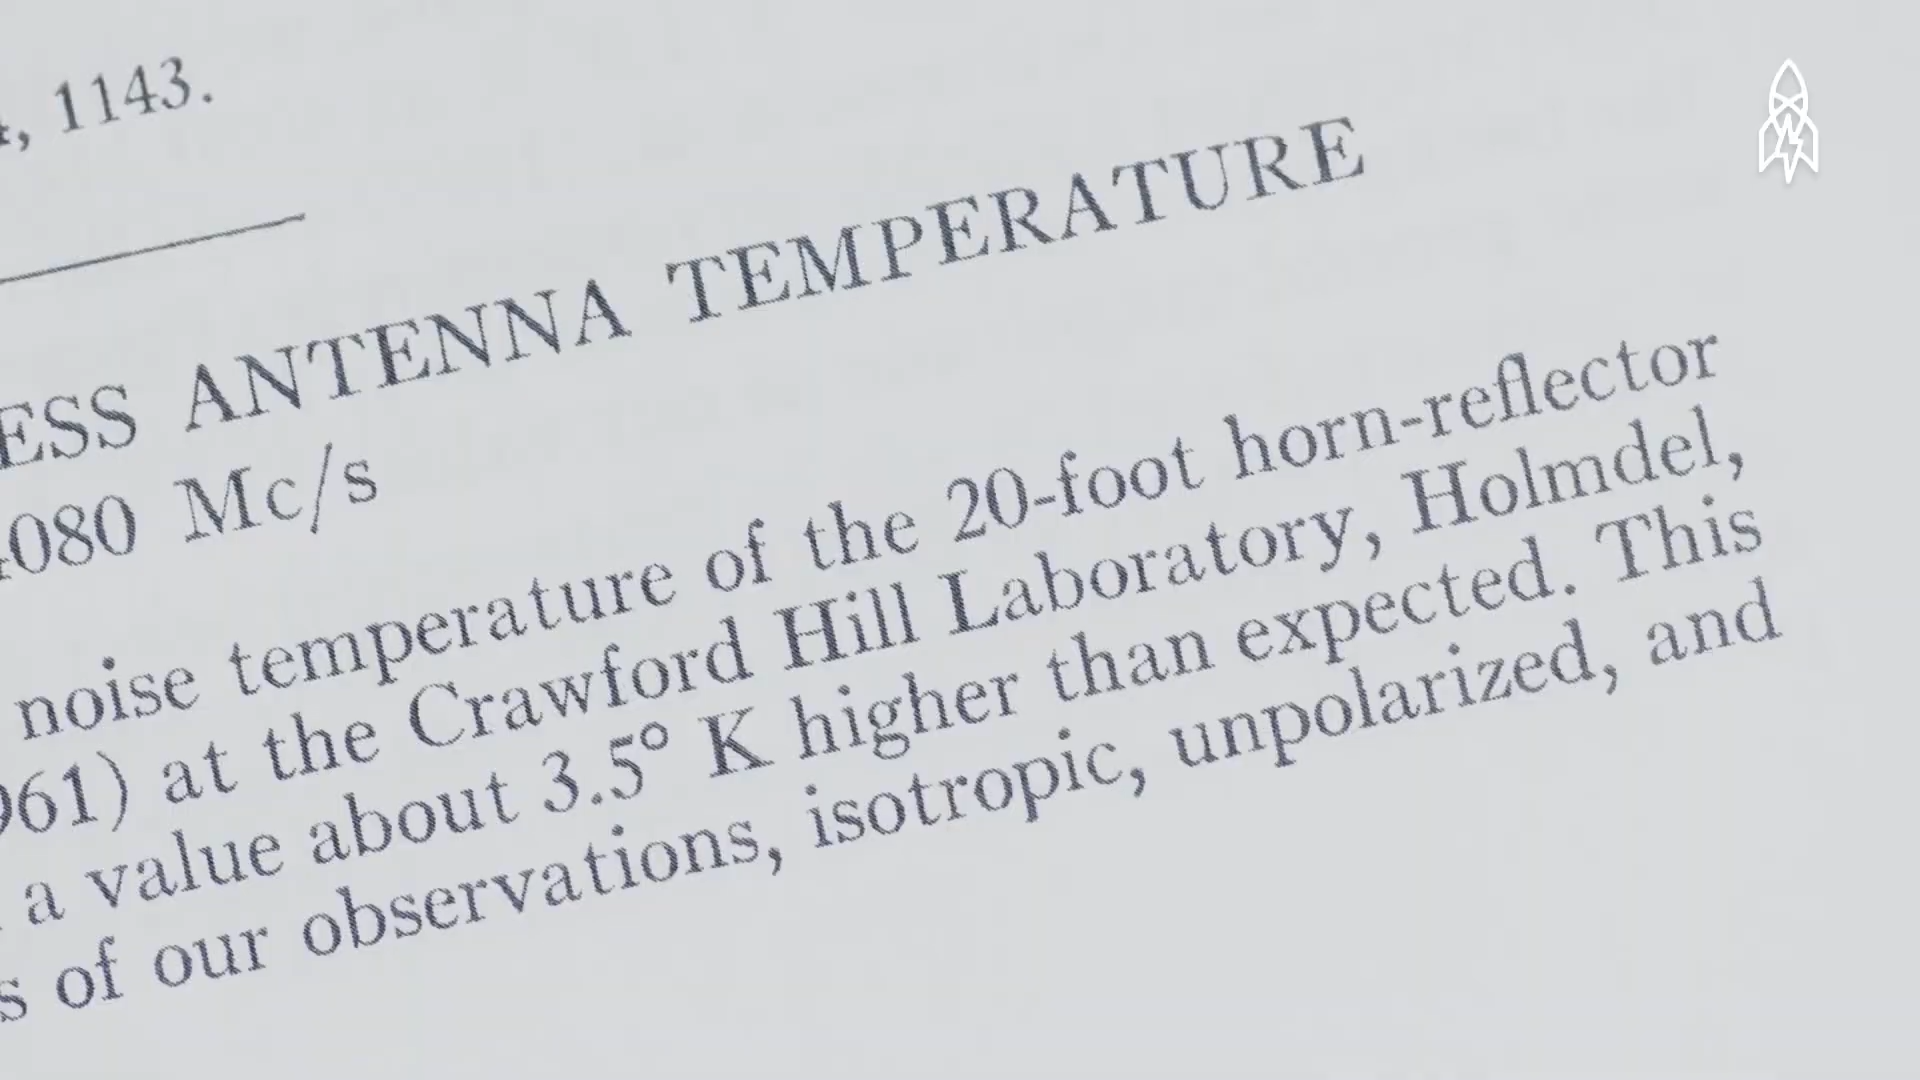 , 1143.
ESS ANTENNA TEMPERATURE
080 Mc/s
noise temperature of the 20-foot horn-reflector
961) at the Crawford Hill Laboratory, Holmdel,
a value about 3.5° K higher than expected. This
s of our observations, isotropic, unpolarized, and